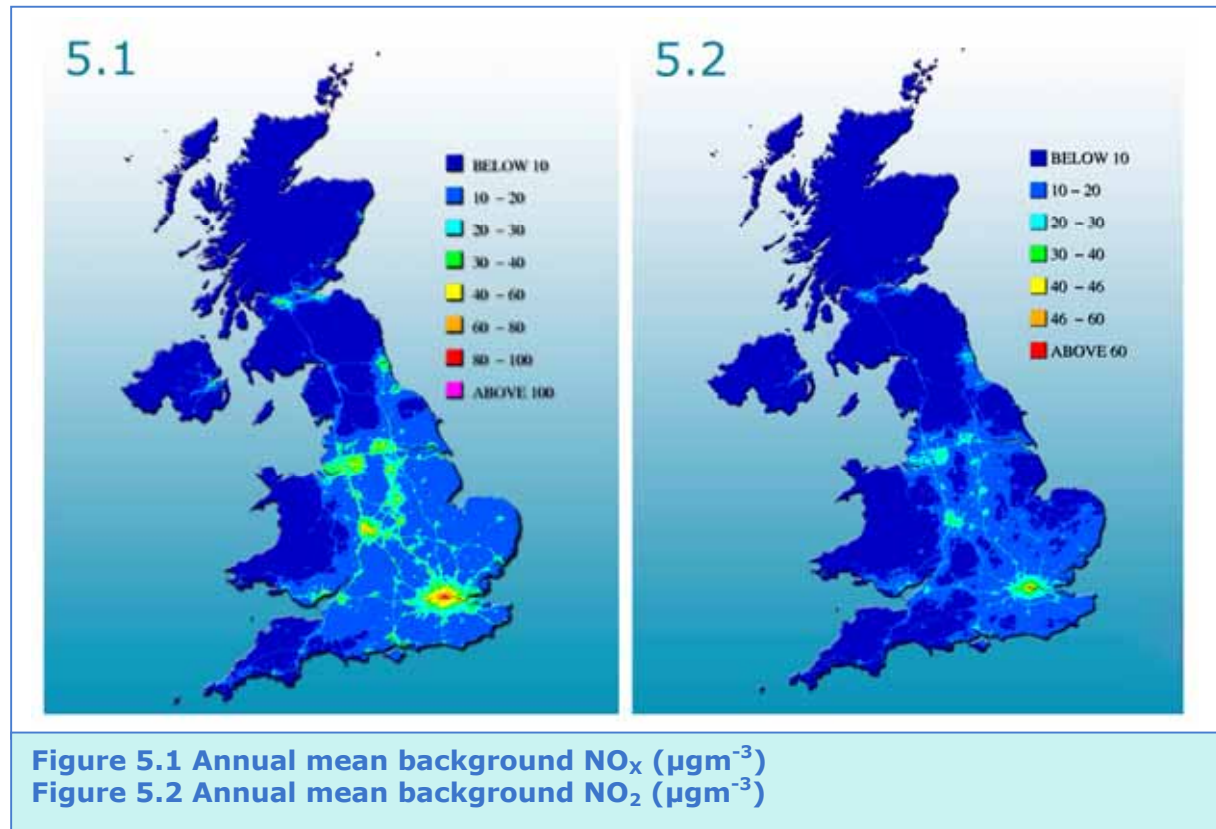 5.1
BELOW 10
10 – 20
20 – 30
30 – 40
40 – 60
60 – 80
80 – 100
ABOVE 100
5.2
BELOW 10
10 – 20
20 – 30
30 – 40
40 – 46
46 – 60
ABOVE 60
Figure 5.1 Annual mean background NOₓ (µgm⁻³)
Figure 5.2 Annual mean background NO₂ (µgm⁻³)